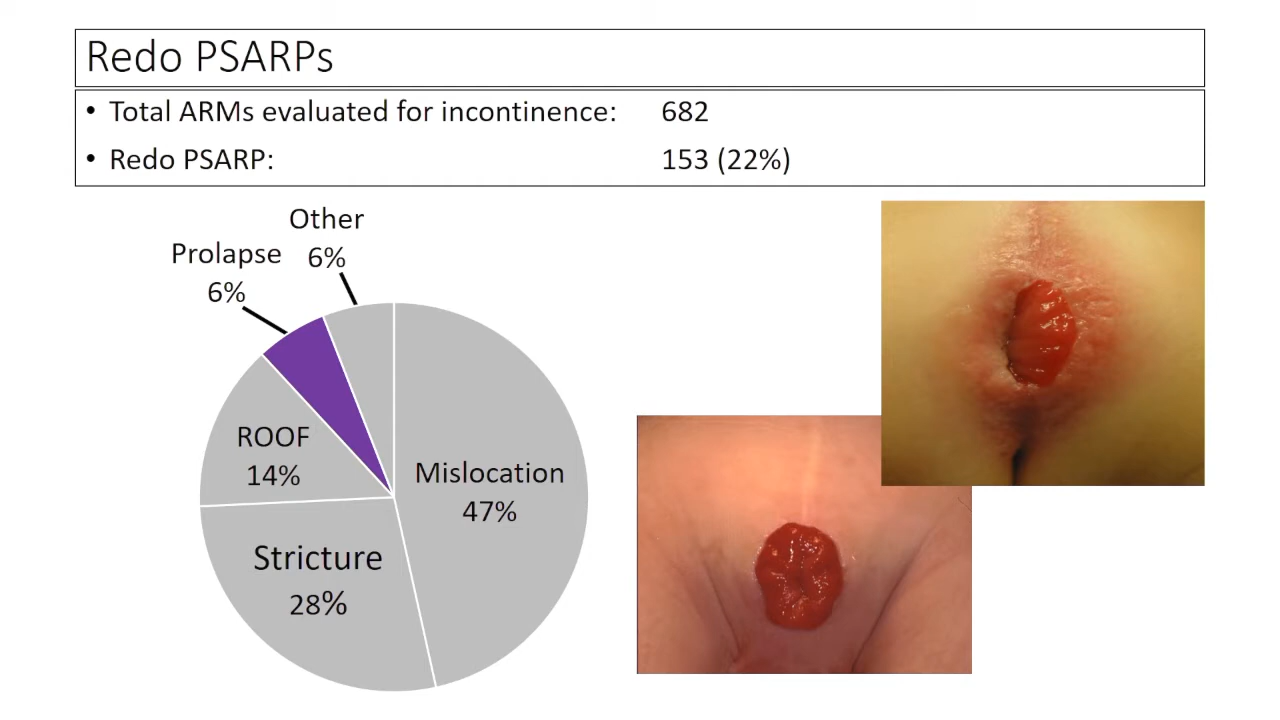 Redo PSARPs
• Total ARMs evaluated for incontinence: 682
• Redo PSARP: 153 (22%)
Other
6%
Prolapse
6%
ROOF
14%
Mislocation
47%
Stricture
28%